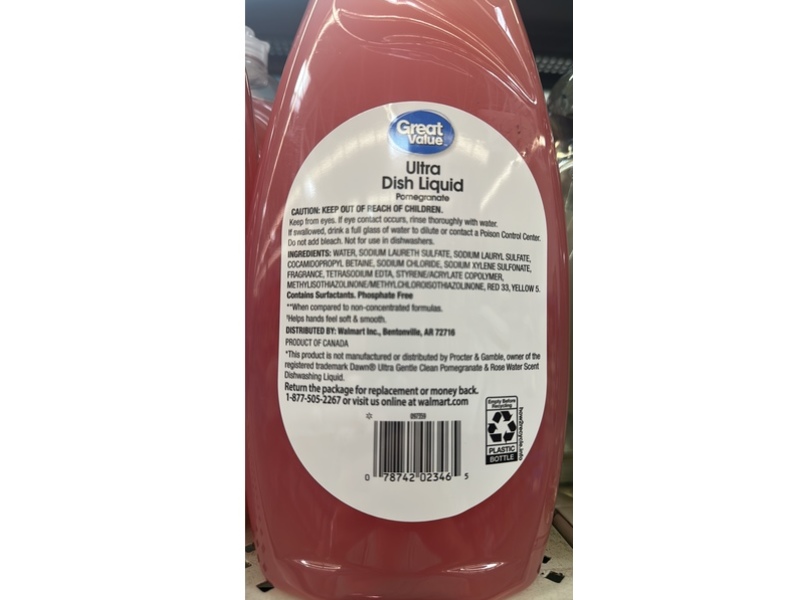 Great
Value
Ultra
Dish Liquid
Pomegranate
CAUTION: KEEP OUT OF REACH OF CHILDREN.
Keep from eyes. If eye contact occurs, rinse thoroughly with water.
If swallowed, drink a full glass of water to dilute or contact a Poison Control Center.
Do not add bleach. Not for use in dishwashers.
INGREDIENTS: WATER, SODIUM LAURETH SULFATE, SODIUM LAURYL SULFATE,
COCAMIDOPROPYL BETAINE, SODIUM CHLORIDE, SODIUM XYLENE SULFONATE,
FRAGRANCE, TETRASODIUM EDTA, STYRENE/ACRYLATE COPOLYMER,
METHYLISOTHIAZOLINONE/METHYLCHLOROISOTHIAZOLINONE, RED 33, YELLOW 5.
Contains Surfactants. Phosphate Free
**When compared to non-concentrated formulas.
†Helps hands feel soft & smooth.
DISTRIBUTED BY: Walmart Inc., Bentonville, AR 72716
PRODUCT OF CANADA
*This product is not manufactured or distributed by Procter & Gamble, owner of the
registered trademark Dawn® Ultra Gentle Clean Pomegranate & Rose Water Scent
Dishwashing Liquid.
Return the package for replacement or money back.
1-877-505-2267 or visit us online at walmart.com
Empty Before
Recycling
PLASTIC
BOTTLE
how2recycle.info
0 78742 02346 5